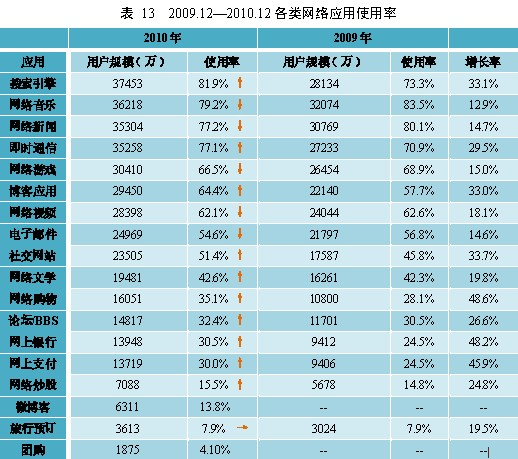 表 13 2009.12—2010.12 各类网络应用使用率
2010 年 2009 年
应用 用户规模（万） 使用率 用户规模（万） 使用率 增长率
搜索引擎 37453 81.9% ↑ 28134 73.3% 33.1%
网络音乐 36218 79.2% ↓ 32074 83.5% 12.9%
网络新闻 35304 77.2% ↓ 30769 80.1% 14.7%
即时通信 35258 77.1% ↑ 27233 70.9% 29.5%
网络游戏 30410 66.5% ↓ 26454 68.9% 15.0%
博客应用 29450 64.4% ↑ 22140 57.7% 33.0%
网络视频 28398 62.1% ↓ 24044 62.6% 18.1%
电子邮件 24969 54.6% ↓ 21797 56.8% 14.6%
社交网站 23505 51.4% ↑ 17587 45.8% 33.7%
网络文学 19481 42.6% ↑ 16261 42.3% 19.8%
网络购物 16051 35.1% ↑ 10800 28.1% 48.6%
论坛/BBS 14817 32.4% ↑ 11701 30.5% 26.6%
网上银行 13948 30.5% ↑ 9412 24.5% 48.2%
网上支付 13719 30.0% ↑ 9406 24.5% 45.9%
网络炒股 7088 15.5% ↑ 5678 14.8% 24.8%
微博客 6311 13.8% -- -- --
旅行预订 3613 7.9% → 3024 7.9% 19.5%
团购 1875 4.10% -- -- --